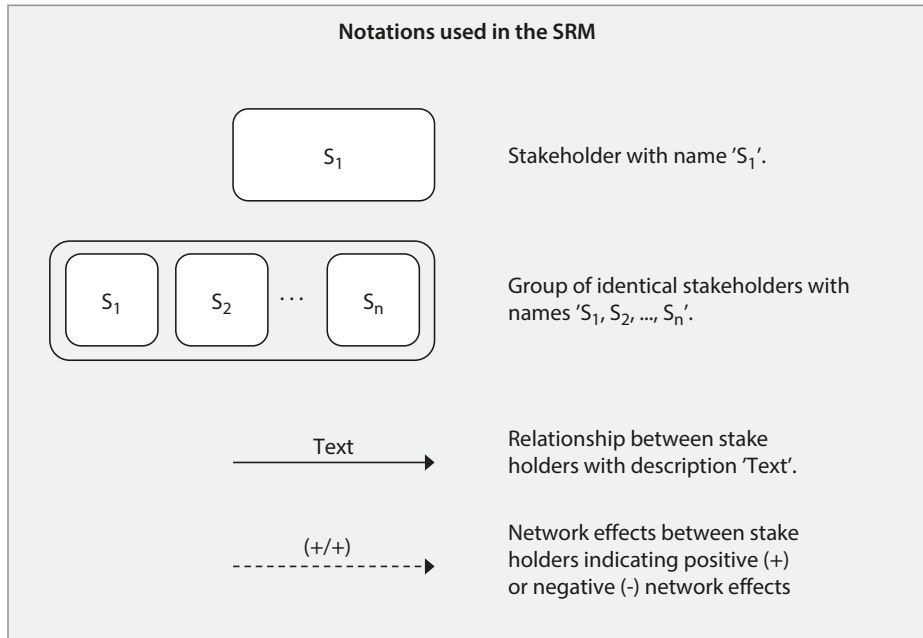 Notations used in the SRM
S₁
Stakeholder with name 'S₁'.
S₁ S₂ ... Sₙ
Group of identical stakeholders with
names 'S₁, S₂, ..., Sₙ'.
Text
Relationship between stake
holders with description 'Text'.
(+/+)
Network effects between stake
holders indicating positive (+)
or negative (-) network effects